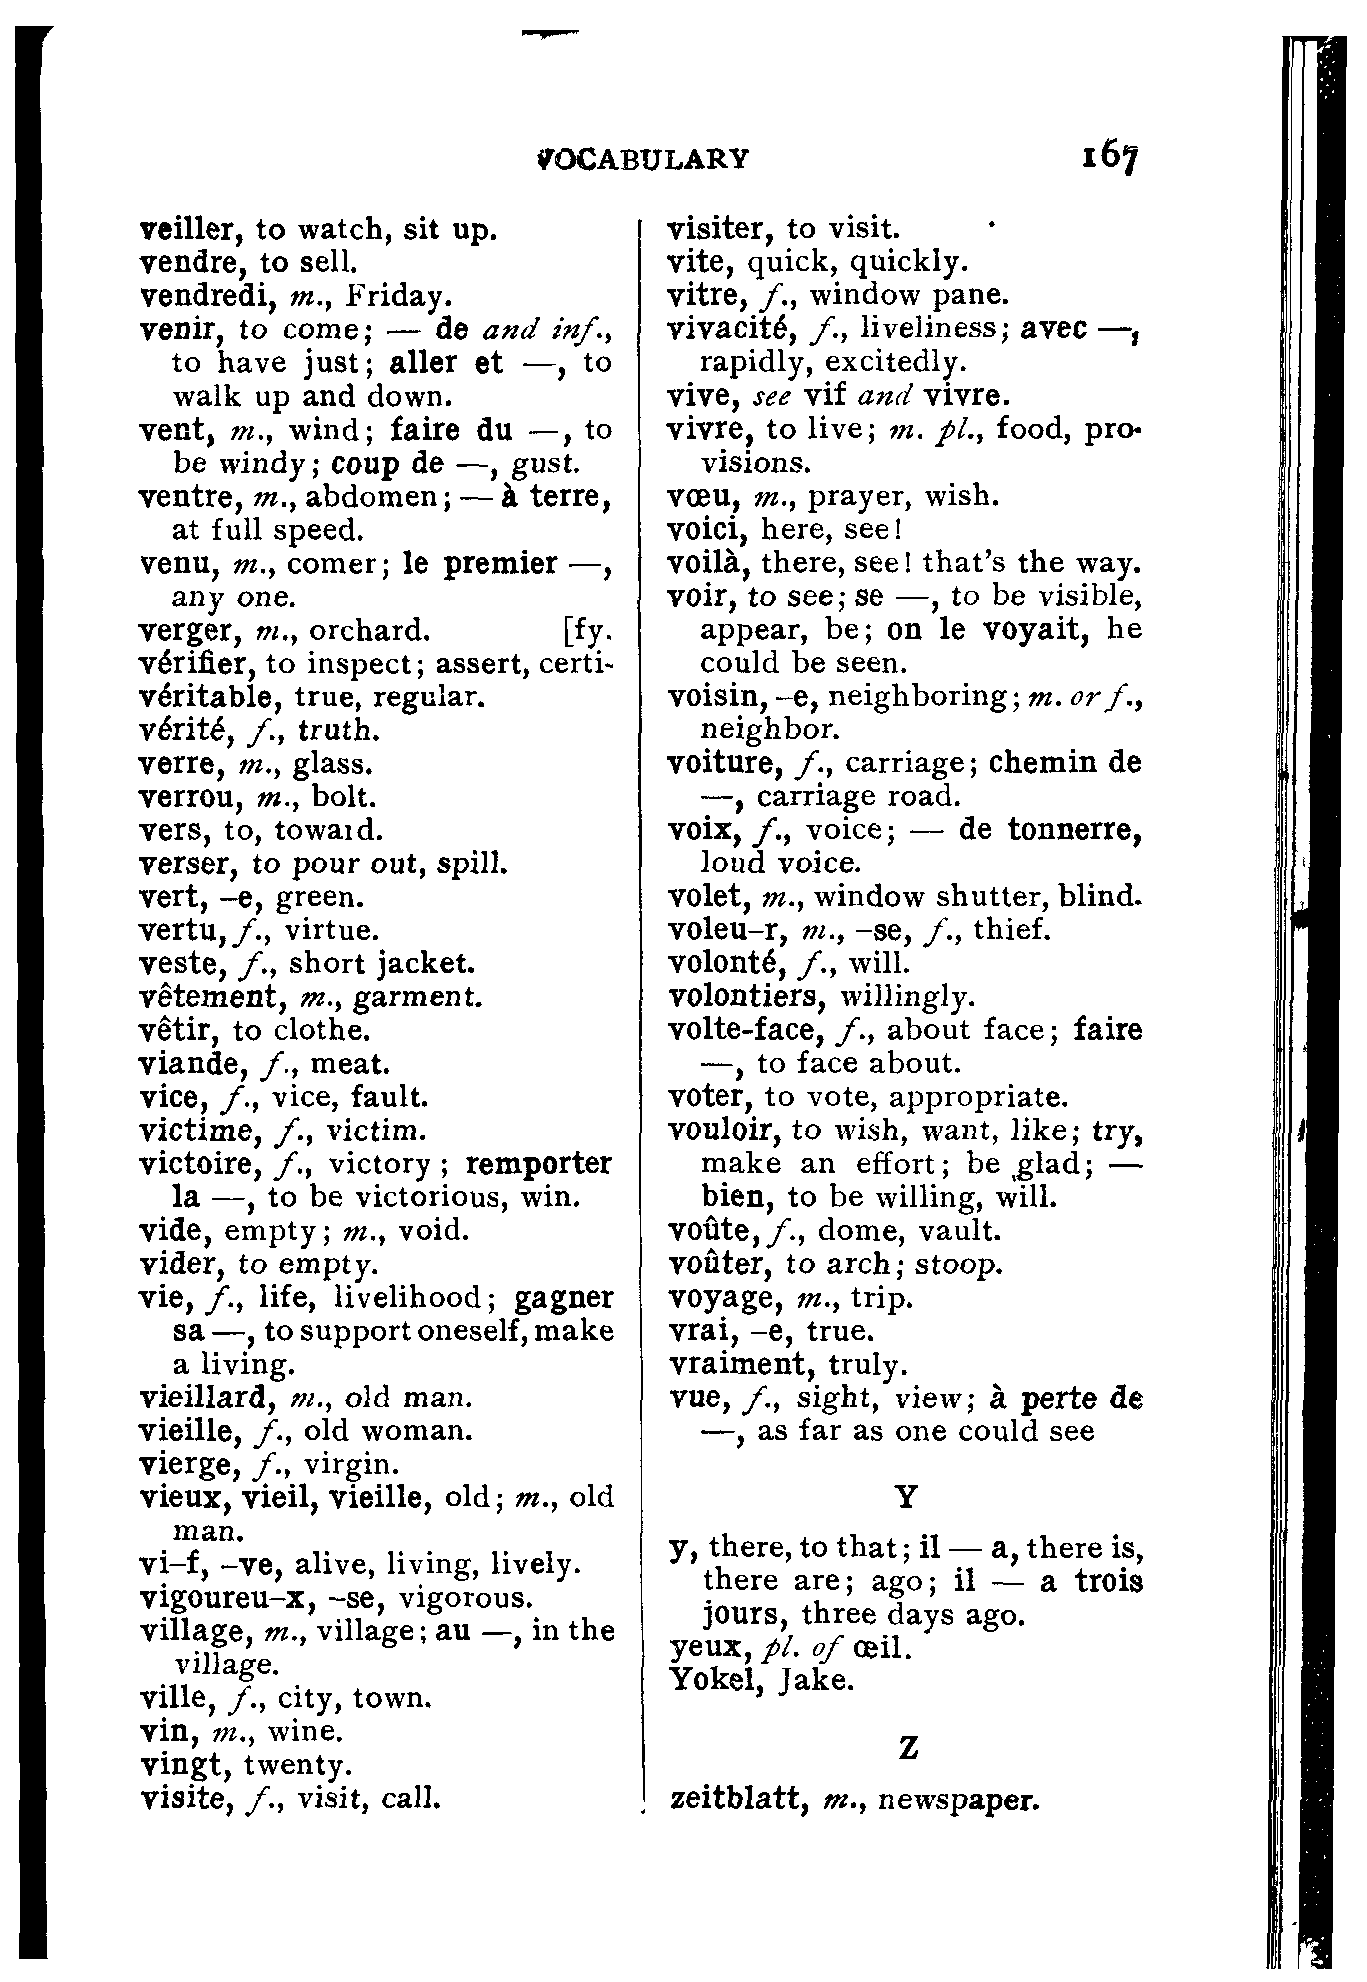 VOCABULARY 167
veiller, to watch, sit up.
vendre, to sell.
vendredi, m., Friday.
venir, to come; — de and inf.,
to have just; aller et —, to
walk up and down.
vent, m., wind; faire du —, to
be windy; coup de —, gust.
ventre, m., abdomen; — à terre,
at full speed.
venu, m., comer; le premier —,
any one.
verger, m., orchard. [fy.
vérifier, to inspect; assert, certi-
véritable, true, regular.
vérité, f., truth.
verre, m., glass.
verrou, m., bolt.
vers, to, toward.
verser, to pour out, spill.
vert, –e, green.
vertu, f., virtue.
veste, f., short jacket.
vêtement, m., garment.
vêtir, to clothe.
viande, f., meat.
vice, f., vice, fault.
victime, f., victim.
victoire, f., victory; remporter
la —, to be victorious, win.
vide, empty; m., void.
vider, to empty.
vie, f., life, livelihood; gagner
sa —, to support oneself, make
a living.
vieillard, m., old man.
vieille, f., old woman.
vierge, f., virgin.
vieux, vieil, vieille, old; m., old
man.
vi–f, –ve, alive, living, lively.
vigoureu–x, –se, vigorous.
village, m., village; au —, in the
village.
ville, f., city, town.
vin, m., wine.
vingt, twenty.
visite, f., visit, call.
visiter, to visit.
vite, quick, quickly.
vitre, f., window pane.
vivacité, f., liveliness; avec —,
rapidly, excitedly.
vive, see vif and vivre.
vivre, to live; m. pl., food, pro-
visions.
vœu, m., prayer, wish.
voici, here, see!
voilà, there, see! that's the way.
voir, to see; se —, to be visible,
appear, be; on le voyait, he
could be seen.
voisin, –e, neighboring; m. or f.,
neighbor.
voiture, f., carriage; chemin de
—, carriage road.
voix, f., voice; — de tonnerre,
loud voice.
volet, m., window shutter, blind.
voleu–r, m., –se, f., thief.
volonté, f., will.
volontiers, willingly.
volte-face, f., about face; faire
—, to face about.
voter, to vote, appropriate.
vouloir, to wish, want, like; try,
make an effort; be glad; —
bien, to be willing, will.
voûte, f., dome, vault.
voûter, to arch; stoop.
voyage, m., trip.
vrai, –e, true.
vraiment, truly.
vue, f., sight, view; à perte de
—, as far as one could see
Y
y, there, to that; il — a, there is,
there are; ago; il — a trois
jours, three days ago.
yeux, pl. of œil.
Yokel, Jake.
Z
zeitblatt, m., newspaper.